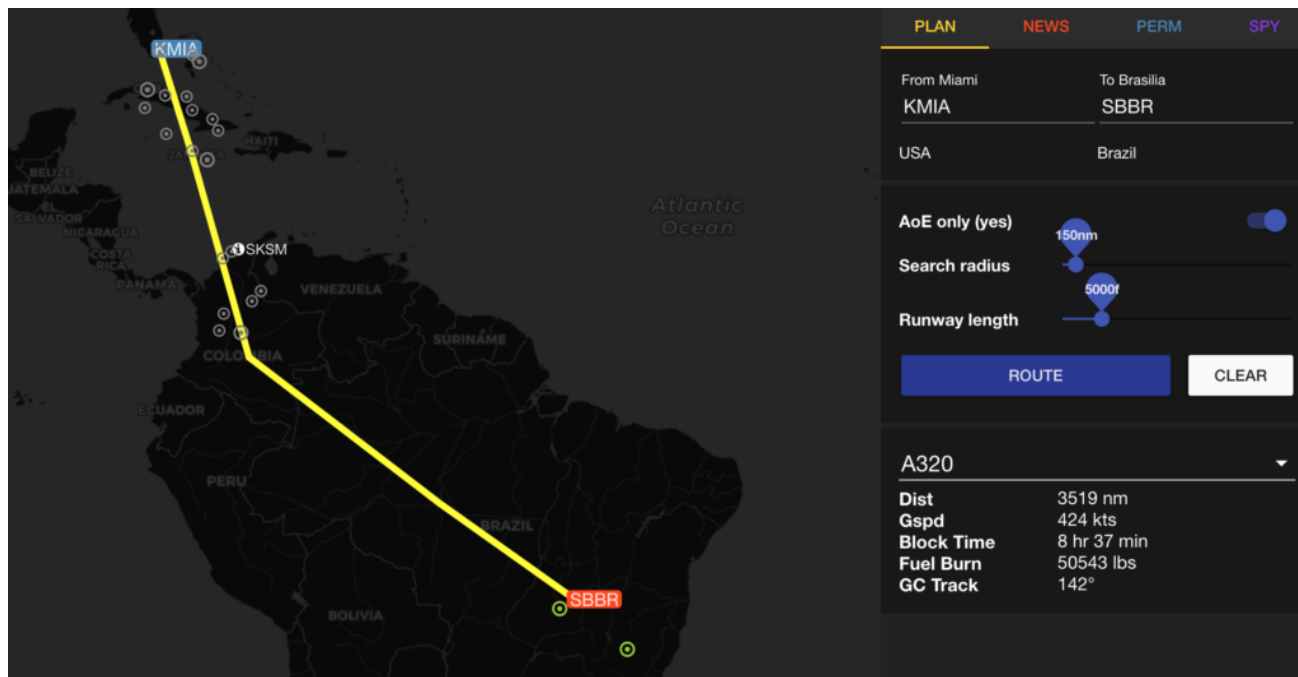 KMIA
HAITI
JAMAICA
BELIZE
GUATEMALA
EL
SALVADOR
NICARAGUA
COSTA
RICA
PANAMA
Atlantic
Ocean
SKSM
VENEZUELA
SURINAME
COLOMBIA
ECUADOR
PERU
BRAZIL
SBBR
BOLIVIA
PLAN NEWS PERM SPY
From Miami To Brasilia
KMIA SBBR
USA Brazil
AoE only (yes)
150nm
Search radius
5000f
Runway length
ROUTE CLEAR
A320
Dist 3519 nm
Gspd 424 kts
Block Time 8 hr 37 min
Fuel Burn 50543 lbs
GC Track 142°